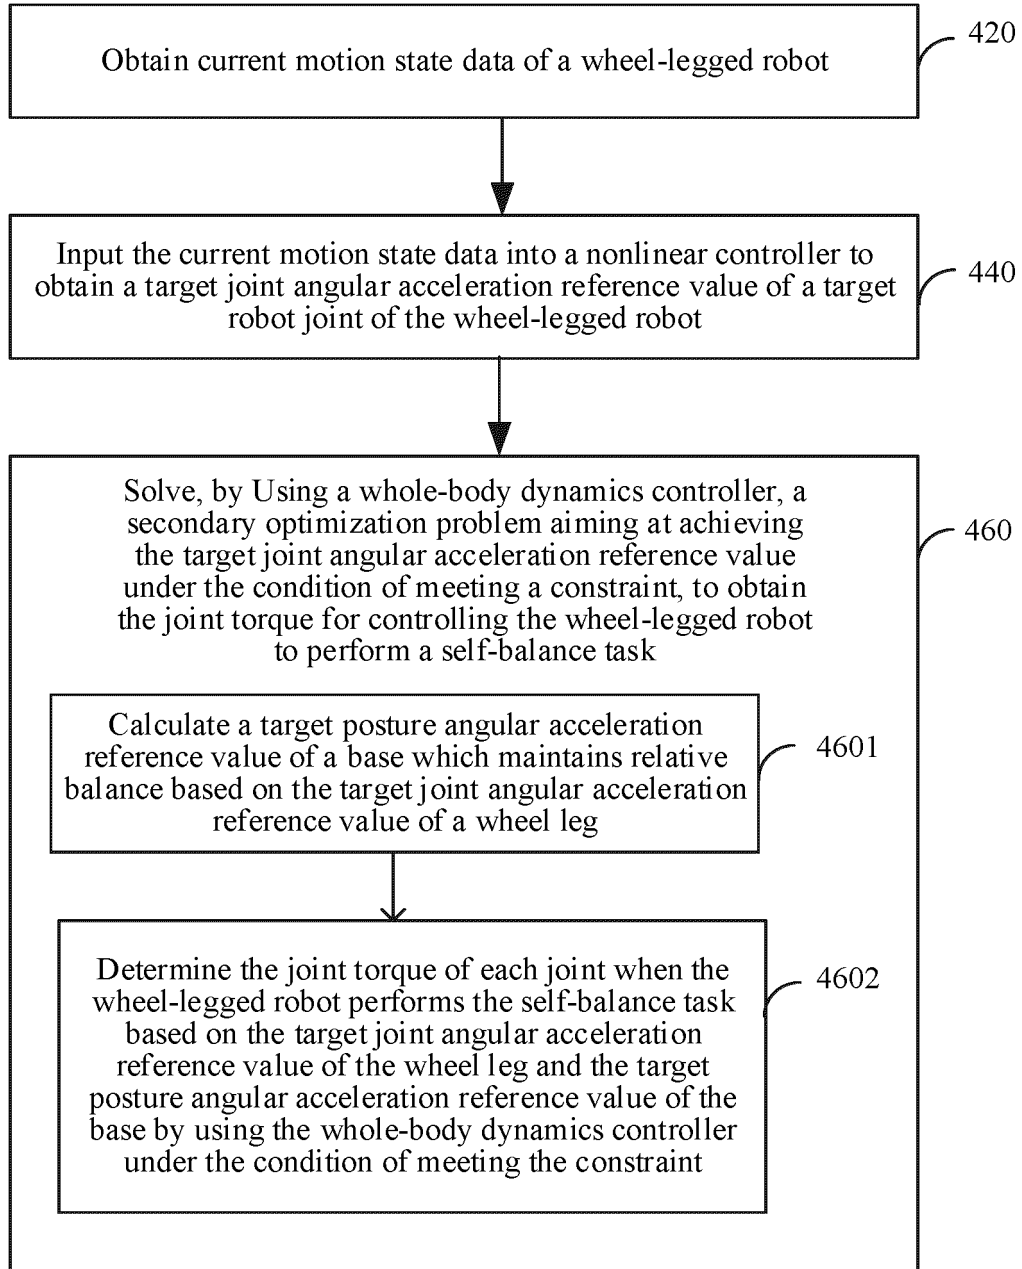 Obtain current motion state data of a wheel-legged robot
420
Input the current motion state data into a nonlinear controller to
obtain a target joint angular acceleration reference value of a target
robot joint of the wheel-legged robot
440
Solve, by Using a whole-body dynamics controller, a
secondary optimization problem aiming at achieving
the target joint angular acceleration reference value
under the condition of meeting a constraint, to obtain
the joint torque for controlling the wheel-legged robot
to perform a self-balance task
460
Calculate a target posture angular acceleration
reference value of a base which maintains relative
balance based on the target joint angular acceleration
reference value of a wheel leg
4601
Determine the joint torque of each joint when the
wheel-legged robot performs the self-balance task
based on the target joint angular acceleration
reference value of the wheel leg and the target
posture angular acceleration reference value of the
base by using the whole-body dynamics controller
under the condition of meeting the constraint
4602